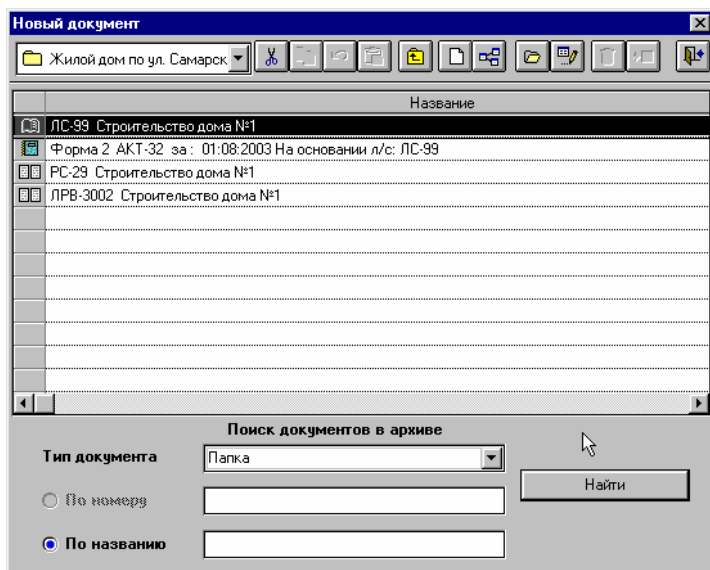 Новый документ
Жилой дом по ул. Самарск
Название
ЛС-99 Строительство дома №1
Форма 2 АКТ-32 за : 01:08:2003 На основании л/с: ЛС-99
РС-29 Строительство дома №1
ЛРВ-3002 Строительство дома №1
Поиск документов в архиве
Тип документа
Папка
По номеру
Найти
По названию